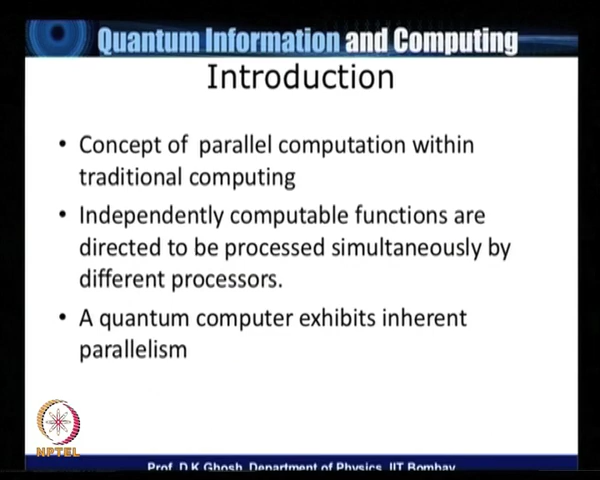 Quantum Information and Computing
Introduction
• Concept of parallel computation within
traditional computing
• Independently computable functions are
directed to be processed simultaneously by
different processors.
• A quantum computer exhibits inherent
parallelism
NPTEL
Prof. D.K.Ghosh, Department of Physics, IIT Bombay